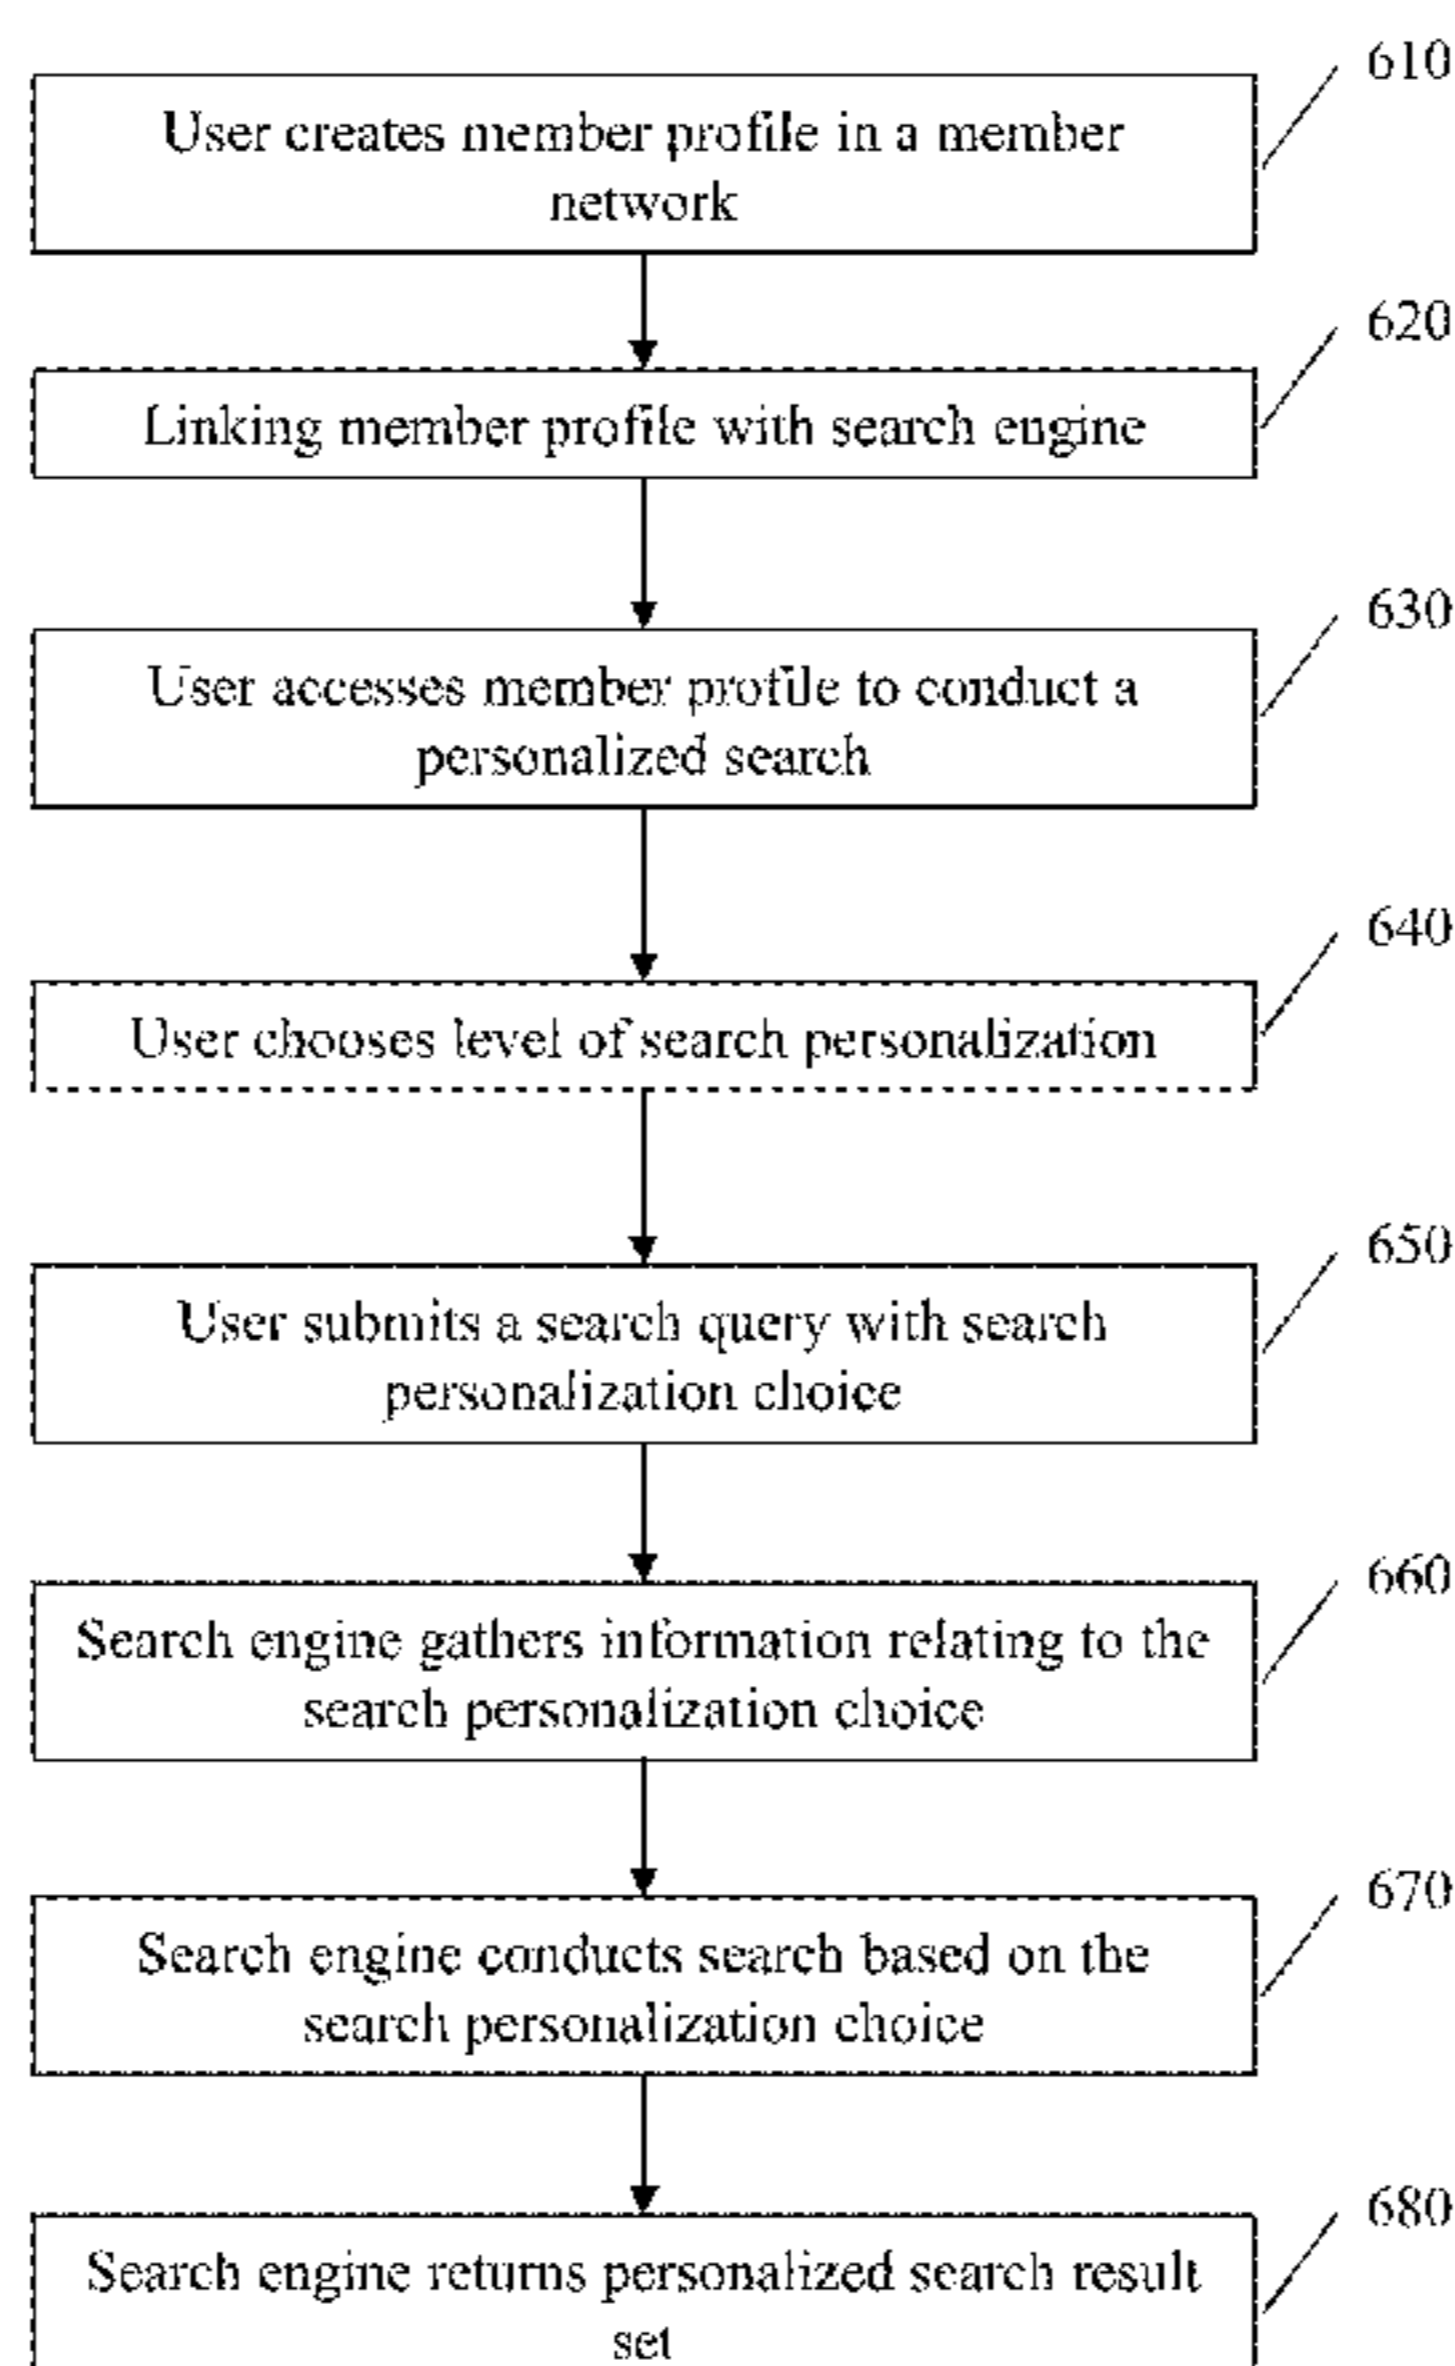 610
User creates member profile in a member
network
620
Linking member profile with search engine
630
User accesses member profile to conduct a
personalized search
640
User chooses level of search personalization
650
User submits a search query with search
personalization choice
660
Search engine gathers information relating to the
search personalization choice
670
Search engine conducts search based on the
search personalization choice
680
Search engine returns personalized search result
set